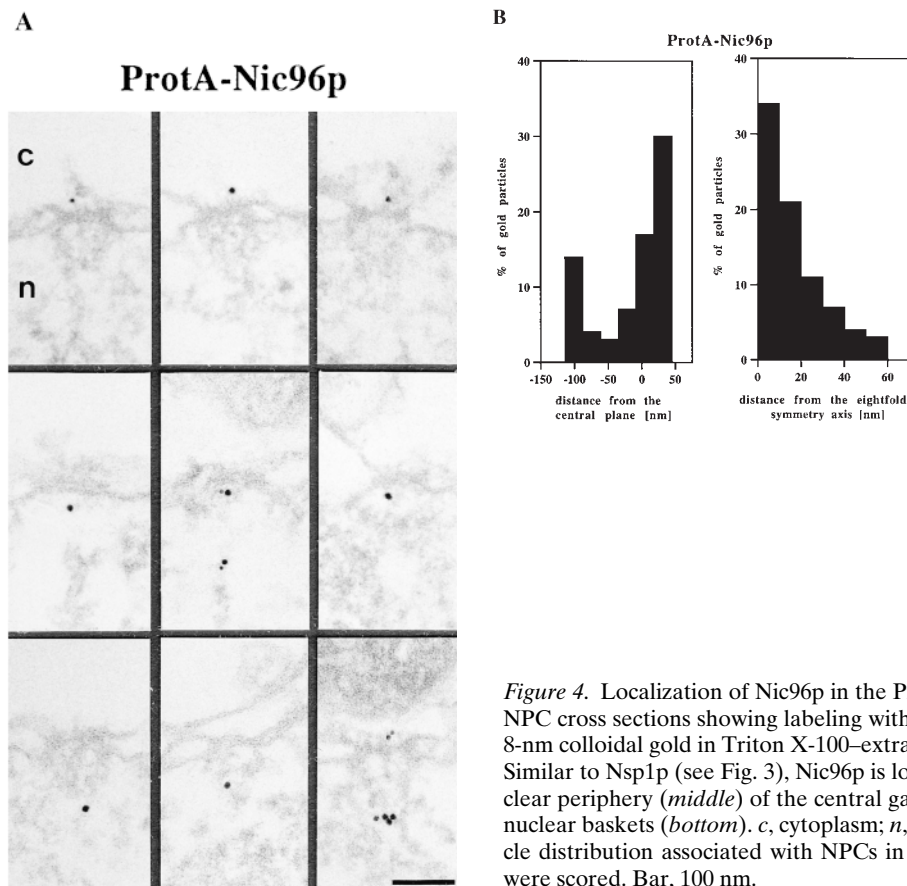 A
ProtA-Nic96p
c
n
B
ProtA-Nic96p
% of gold particles
40
30
20
10
0
-150 -100 -50 0 50
distance from the
central plane [nm]
% of gold particles
40
30
20
10
0
0 20 40 60
distance from the eightfold
symmetry axis [nm]
Figure 4. Localization of Nic96p in the P
NPC cross sections showing labeling with
8-nm colloidal gold in Triton X-100–extra
Similar to Nsp1p (see Fig. 3), Nic96p is lo
clear periphery (middle) of the central ga
nuclear baskets (bottom). c, cytoplasm; n,
cle distribution associated with NPCs in
were scored. Bar, 100 nm.